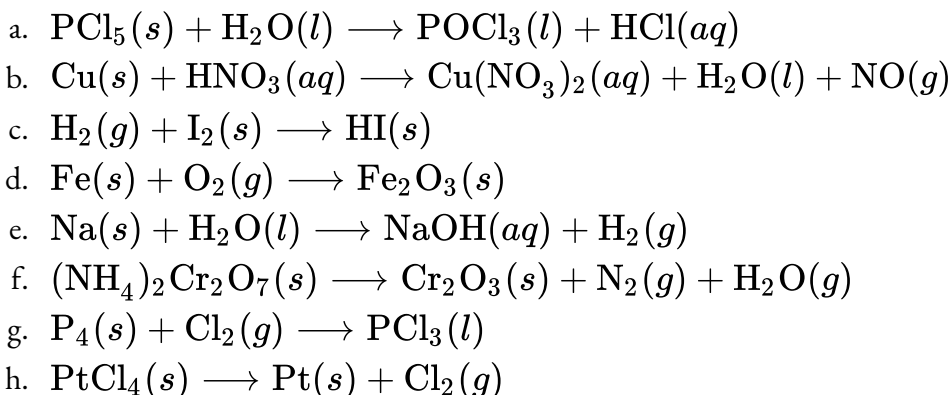 a. PCl₅(s) + H₂O(l) ⟶ POCl₃(l) + HCl(aq)
b. Cu(s) + HNO₃(aq) ⟶ Cu(NO₃)₂(aq) + H₂O(l) + NO(g)
c. H₂(g) + I₂(s) ⟶ HI(s)
d. Fe(s) + O₂(g) ⟶ Fe₂O₃(s)
e. Na(s) + H₂O(l) ⟶ NaOH(aq) + H₂(g)
f. (NH₄)₂Cr₂O₇(s) ⟶ Cr₂O₃(s) + N₂(g) + H₂O(g)
g. P₄(s) + Cl₂(g) ⟶ PCl₃(l)
h. PtCl₄(s) ⟶ Pt(s) + Cl₂(g)